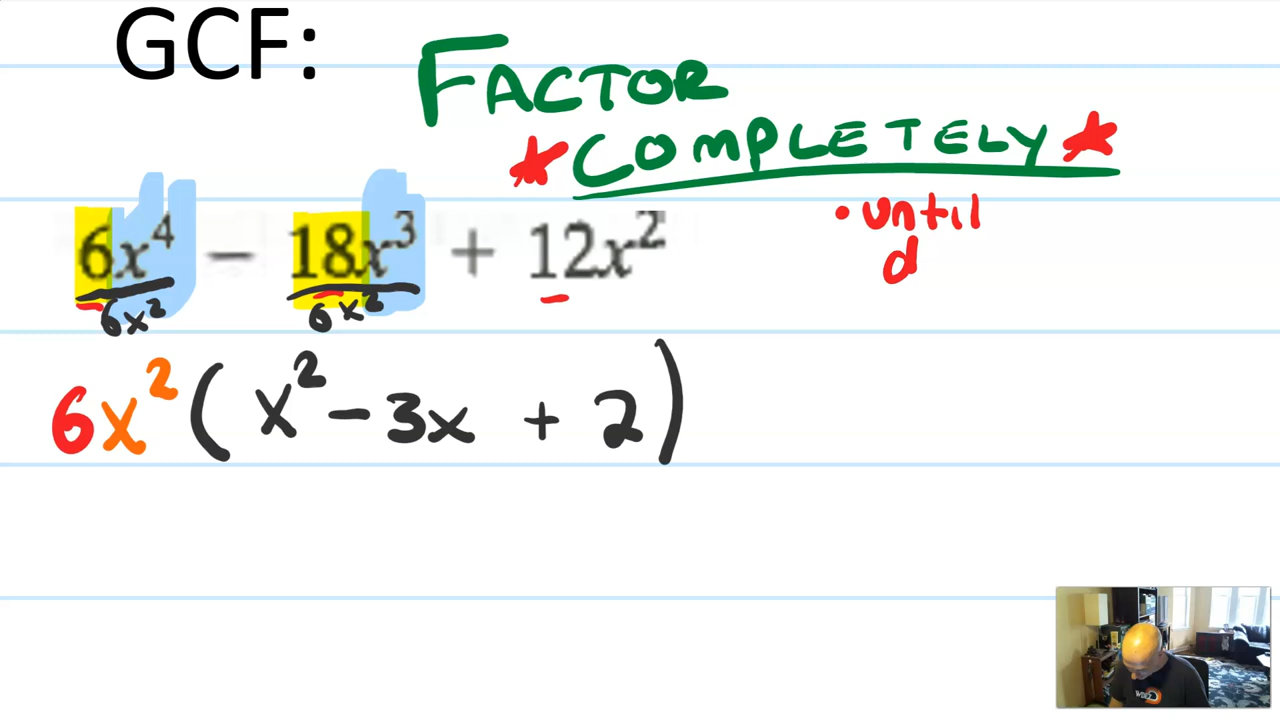 GCF:
FACTOR
*COMPLETELY*
• until
d
6x⁴ − 18x³ + 12x²
6x² 6x²
6x² ( x² − 3x + 2 )